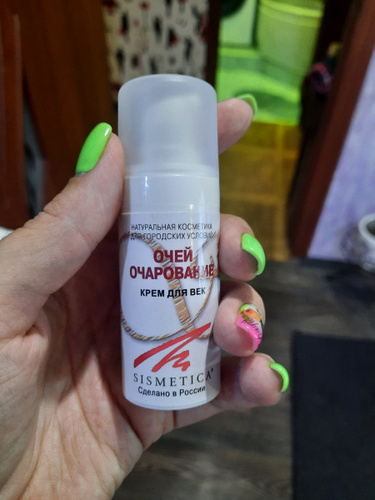 НАТУРАЛЬНАЯ КОСМЕТИКА
ДЛЯ ГОРОДСКИХ УСЛОВИЙ
ОЧЕЙ
ОЧАРОВАНИЕ
КРЕМ ДЛЯ ВЕК
SISMETICA®
Сделано в России